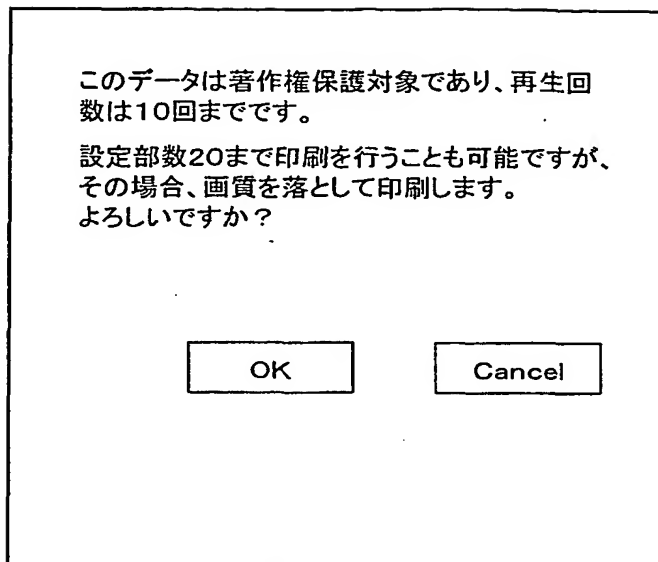 このデータは著作権保護対象であり、再生回
数は10回までです。
設定部数20まで印刷を行うことも可能ですが、
その場合、画質を落として印刷します。
よろしいですか？
OK
Cancel